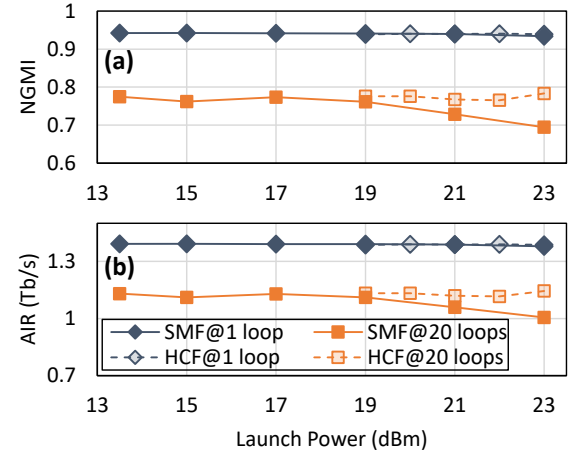 1
0.9
0.8
0.7
0.6
NGMI
(a)
13 15 17 19 21 23
1.3
1
0.7
AIR (Tb/s)
(b)
SMF@1 loop SMF@20 loops
HCF@1 loop HCF@20 loops
13 15 17 19 21 23
Launch Power (dBm)